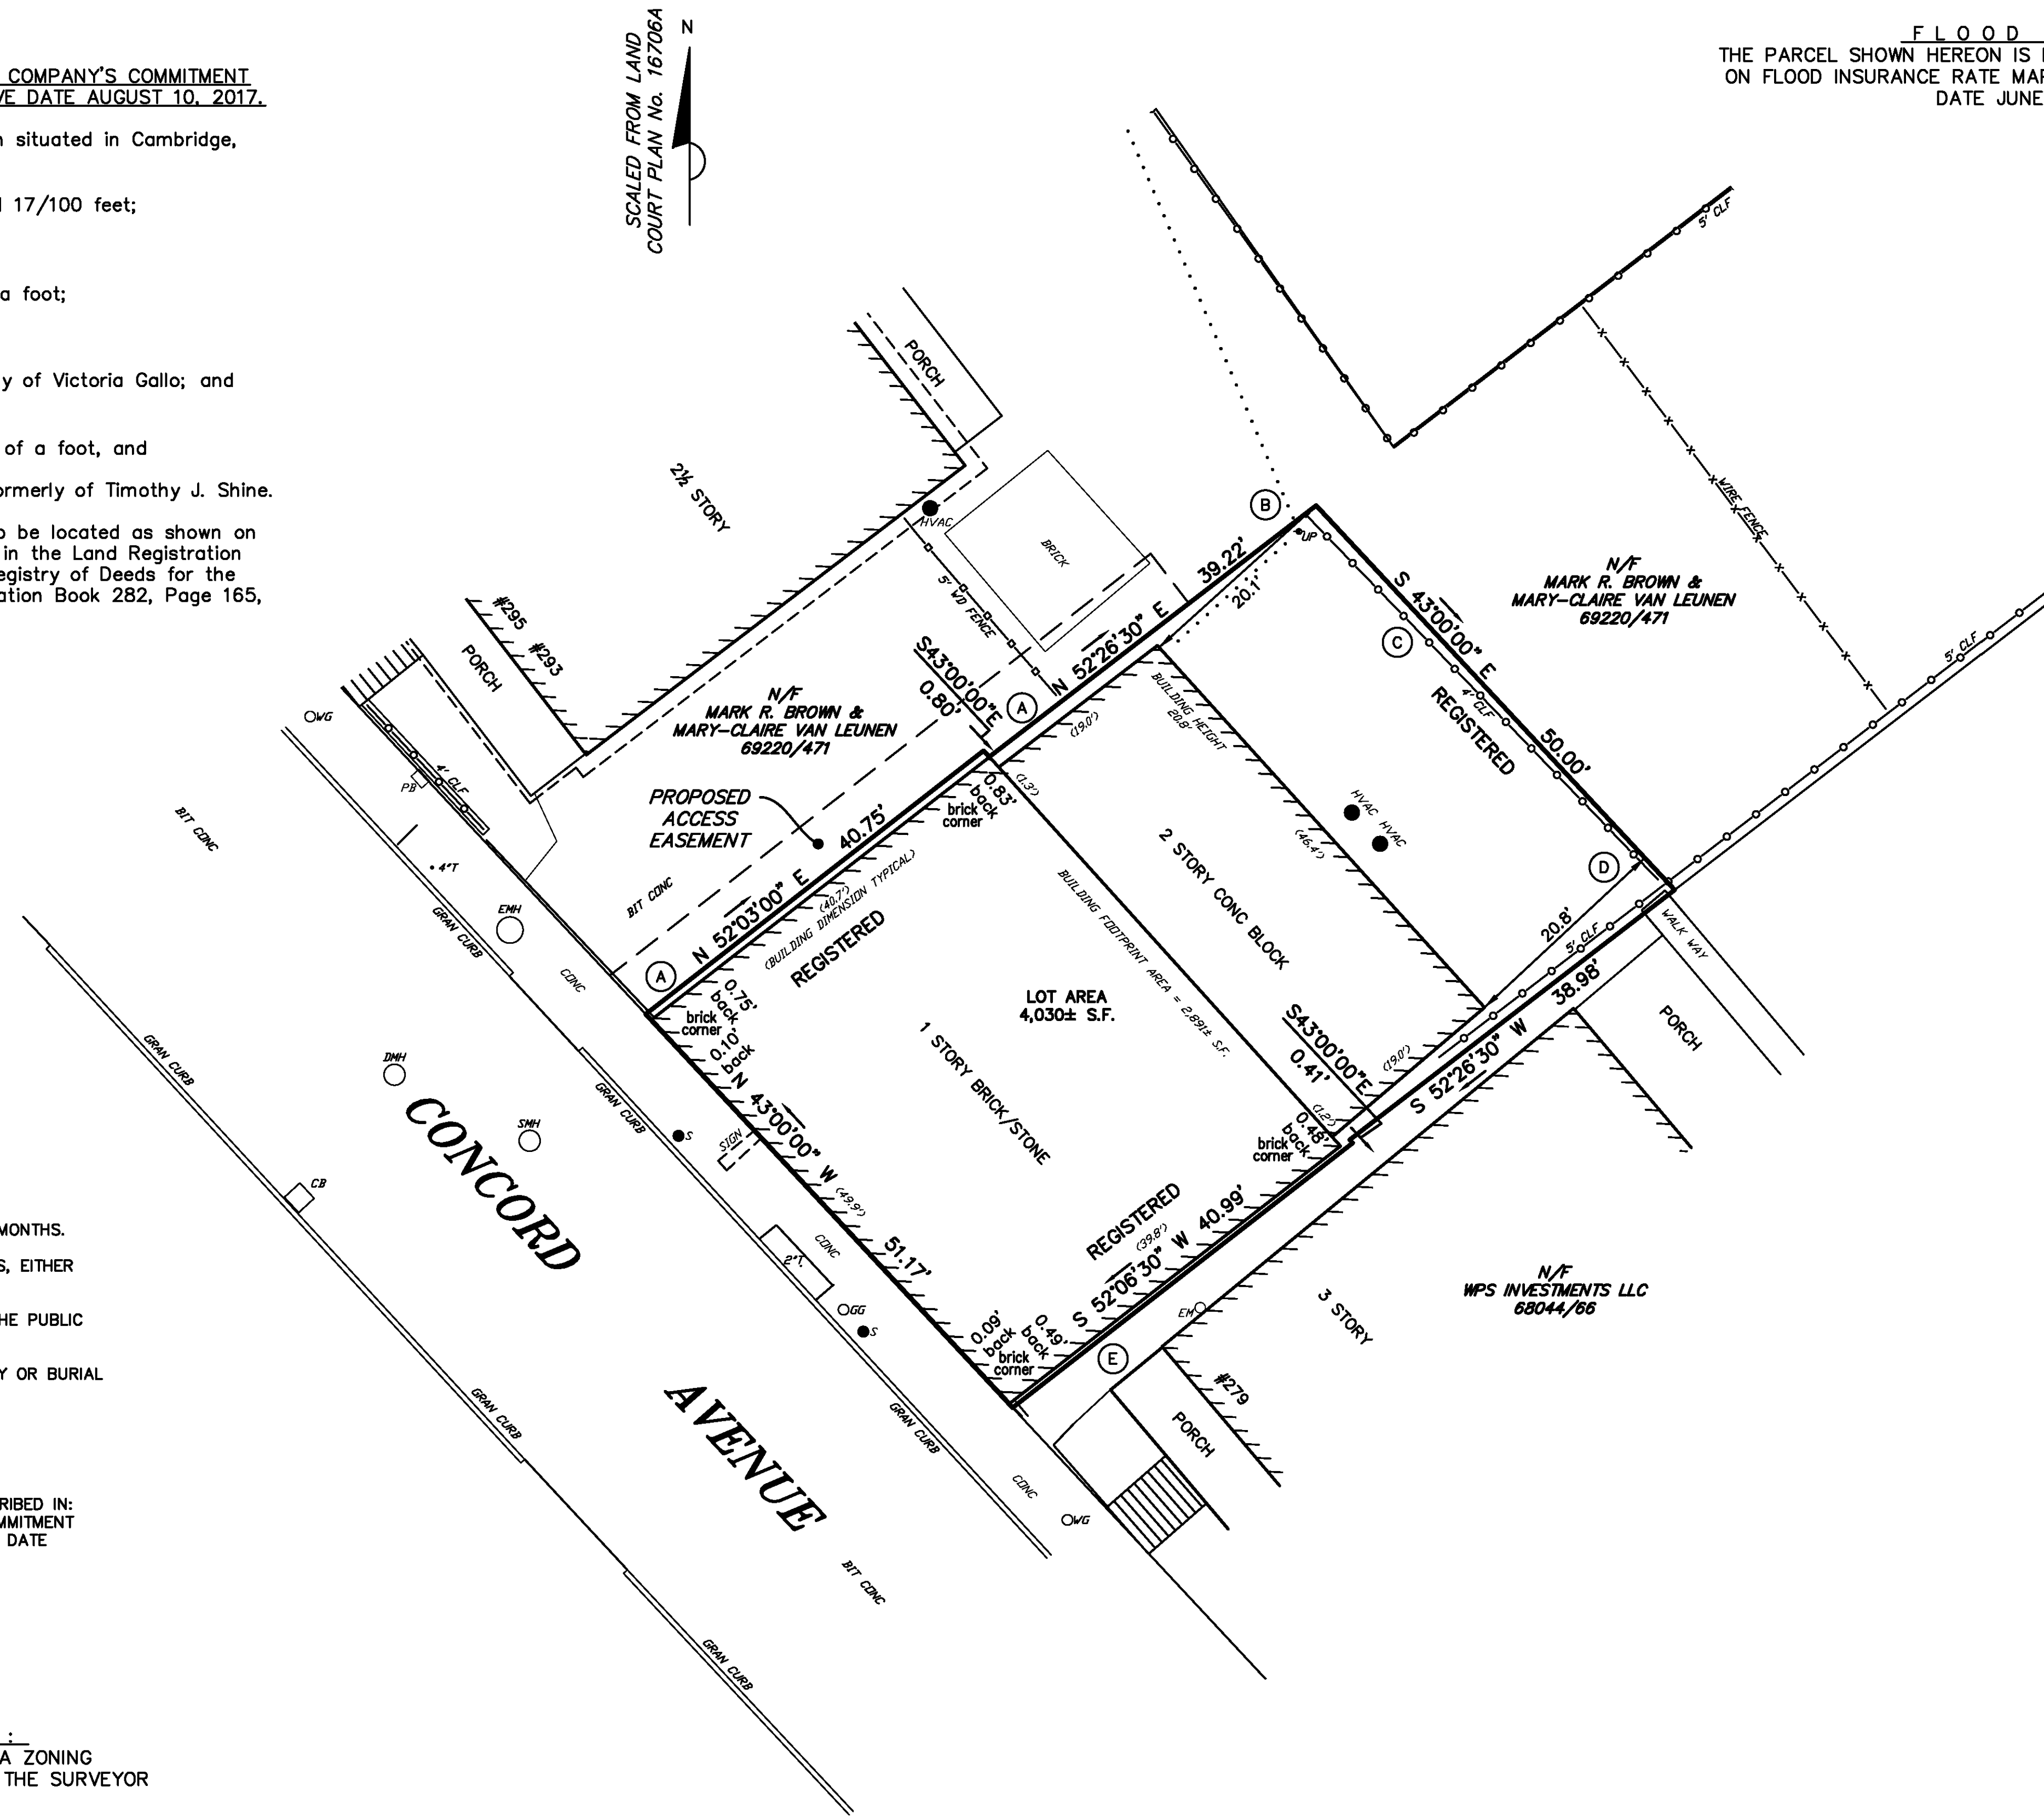 COMPANY'S COMMITMENT
VE DATE AUGUST 10, 2017.
n situated in Cambridge,
17/100 feet;
a foot;
y of Victoria Gallo; and
of a foot, and
ormerly of Timothy J. Shine.
o be located as shown on
in the Land Registration
egistry of Deeds for the
ation Book 282, Page 165,
MONTHS.
S, EITHER
HE PUBLIC
Y OR BURIAL
RIBED IN:
MMITMENT
DATE
:
A ZONING
THE SURVEYOR
SCALED FROM LAND
COURT PLAN No. 16706A
N
F L O O D
THE PARCEL SHOWN HEREON IS
ON FLOOD INSURANCE RATE MAP
DATE JUNE
5' CLF
PORCH
2½ STORY
HVAC
BRICK
5' WD FENCE
B
UP
39.22'
20.1'
N 52°26'30" E
S 43°00'00" E
C
4' CLF
REGISTERED
50.00'
WIRE FENCE
N/F
MARK R. BROWN &
MARY-CLAIRE VAN LEUNEN
69220/471
5' CLF
#295
#293
PORCH
WG
PB
4' CLF
N/F
MARK R. BROWN &
MARY-CLAIRE VAN LEUNEN
69220/471
S43°00'00"E
0.80'
A
(19.0')
BUILDING HEIGHT
20.8'
PROPOSED
ACCESS
EASEMENT
40.75'
N 52°03'00" E
(40.7')
(BUILDING DIMENSION TYPICAL)
REGISTERED
0.83'
back
brick
corner
(1.3')
HVAC
HVAC
(46.4')
2 STORY CONC BLOCK
BUILDING FOOTPRINT AREA = 2,891± S.F.
D
20.8'
5' CLF
38.98'
WALK WAY
PORCH
BIT CONC
4"T
EMH
GRAN CURB
CONC
BIT CONC
A
0.75'
back
brick
corner
0.10'
back
LOT AREA
4,030± S.F.
1 STORY BRICK/STONE
S43°00'00"E
0.41'
(19.0')
S 52°26'30" W
(1.2')
0.48'
back
brick
corner
GRAN CURB
DMH
SMH
CONCORD
GRAN CURB
S
SIGN
N 43°00'00" W
(49.9')
51.17'
CB
CONC
2"T.
GG
S
REGISTERED
(39.8')
S 52°06'30" W
40.99'
EM
3 STORY
N/F
WPS INVESTMENTS LLC
68044/66
0.09'
back
0.49'
back
brick
corner
E
#279
PORCH
GRAN CURB
AVENUE
GRAN CURB
CONC
WG
BIT CONC
GRAN CURB